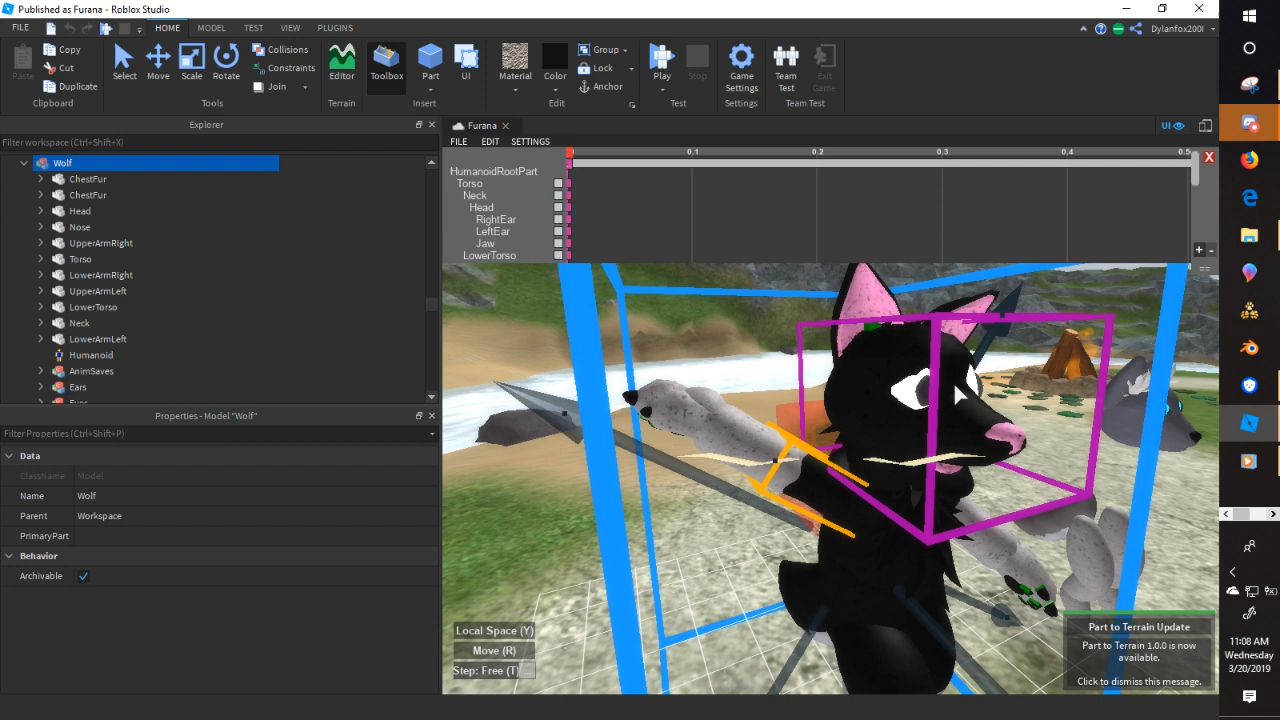 Published as Furana - Roblox Studio
FILE HOME MODEL TEST VIEW PLUGINS Dylanfox200l
Paste Copy Cut Duplicate Clipboard
Select Move Scale Rotate Collisions Constraints Join Tools
Editor Terrain
Toolbox Part UI Insert
Material Color Group Lock Anchor Edit
Play Stop Test
Game Settings Settings
Team Test Exit Game Team Test
Explorer
Filter workspace (Ctrl+Shift+X)
Wolf
ChestFur
ChestFur
Head
Nose
UpperArmRight
Torso
LowerArmRight
UpperArmLeft
LowerTorso
Neck
LowerArmLeft
Humanoid
AnimSaves
Ears
Properties - Model "Wolf"
Filter Properties (Ctrl+Shift+P)
Data
ClassName Model
Name Wolf
Parent Workspace
PrimaryPart
Behavior
Archivable
Furana
UI
FILE EDIT SETTINGS
0.1 0.2 0.3 0.4 0.5
X
HumanoidRootPart
Torso
Neck
Head
RightEar
LeftEar
Jaw
LowerTorso
+ -
==
Local Space (Y)
Move (R)
Step: Free (T) ...
Part to Terrain Update
Part to Terrain 1.0.0 is now
available.
Click to dismiss this message.
11:08 AM
Wednesday
3/20/2019